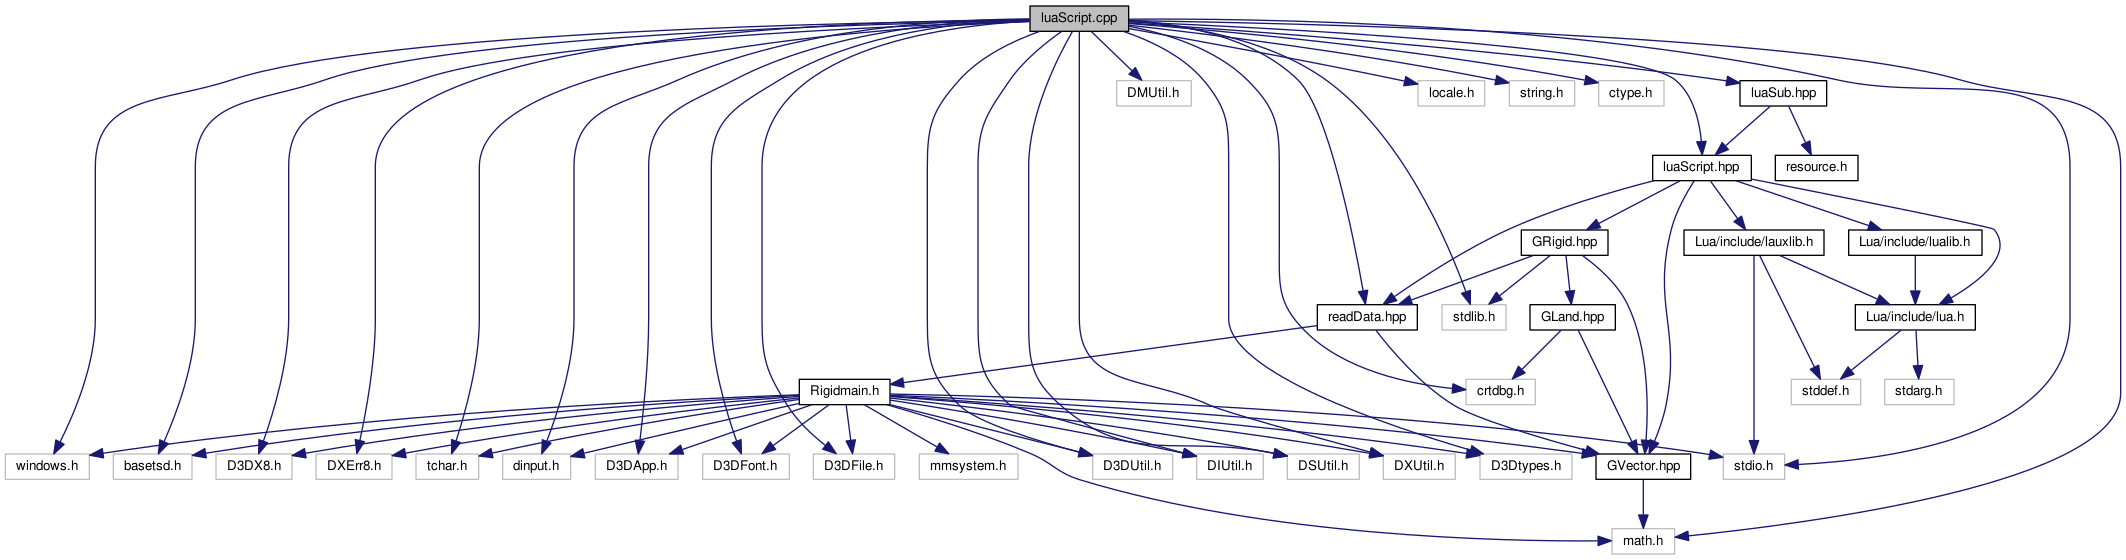 luaScript.cpp
DMUtil.h
locale.h
string.h
ctype.h
luaSub.hpp
luaScript.hpp
resource.h
GRigid.hpp
Lua/include/lauxlib.h
Lua/include/lualib.h
readData.hpp
stdlib.h
GLand.hpp
Lua/include/lua.h
Rigidmain.h
crtdbg.h
stddef.h
stdarg.h
windows.h
basetsd.h
D3DX8.h
DXErr8.h
tchar.h
dinput.h
D3DApp.h
D3DFont.h
D3DFile.h
mmsystem.h
D3DUtil.h
DIUtil.h
DSUtil.h
DXUtil.h
D3Dtypes.h
GVector.hpp
stdio.h
math.h